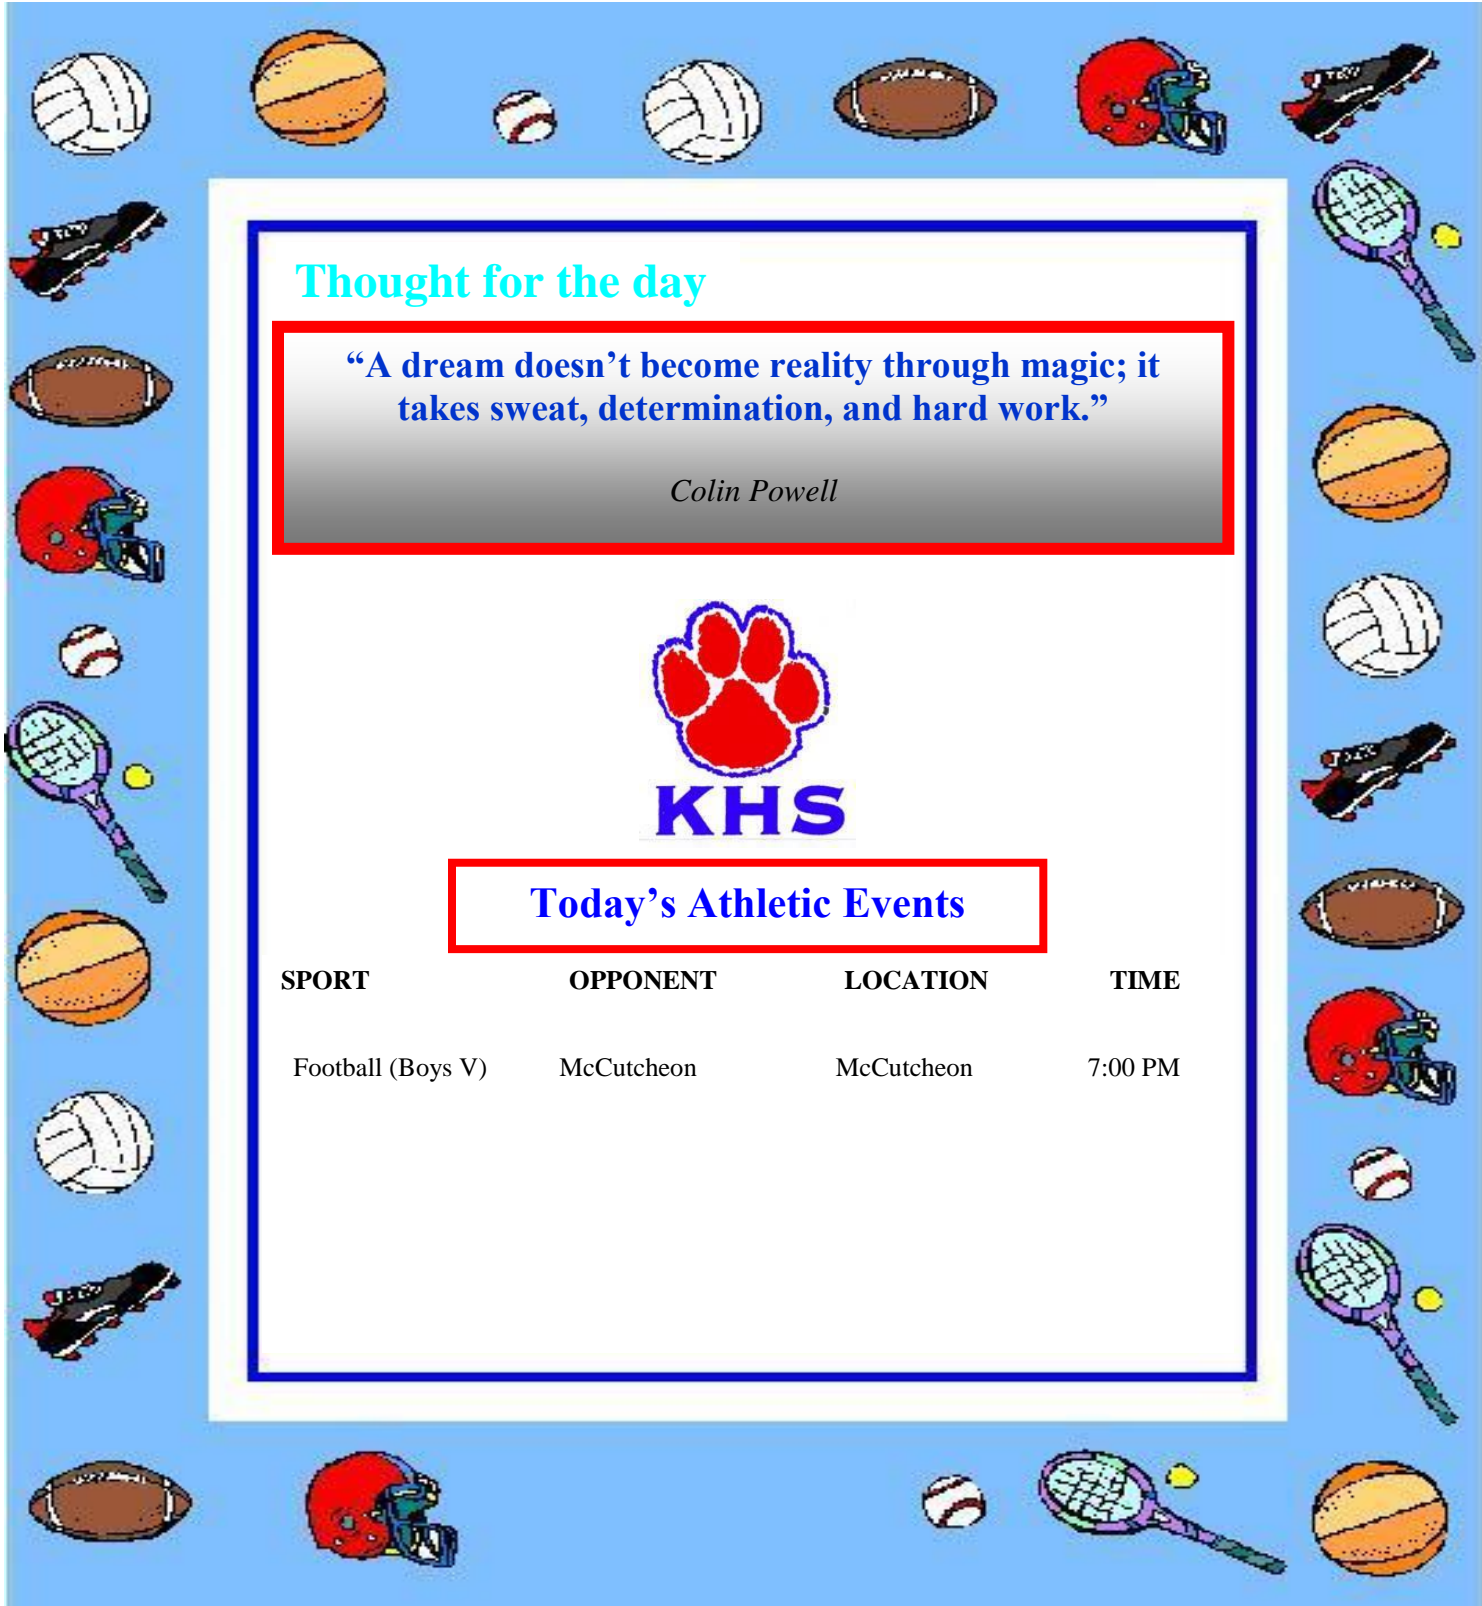 Thought for the day
“A dream doesn’t become reality through magic; it
takes sweat, determination, and hard work.”
Colin Powell
KHS
Today’s Athletic Events
SPORT OPPONENT LOCATION TIME
Football (Boys V) McCutcheon McCutcheon 7:00 PM